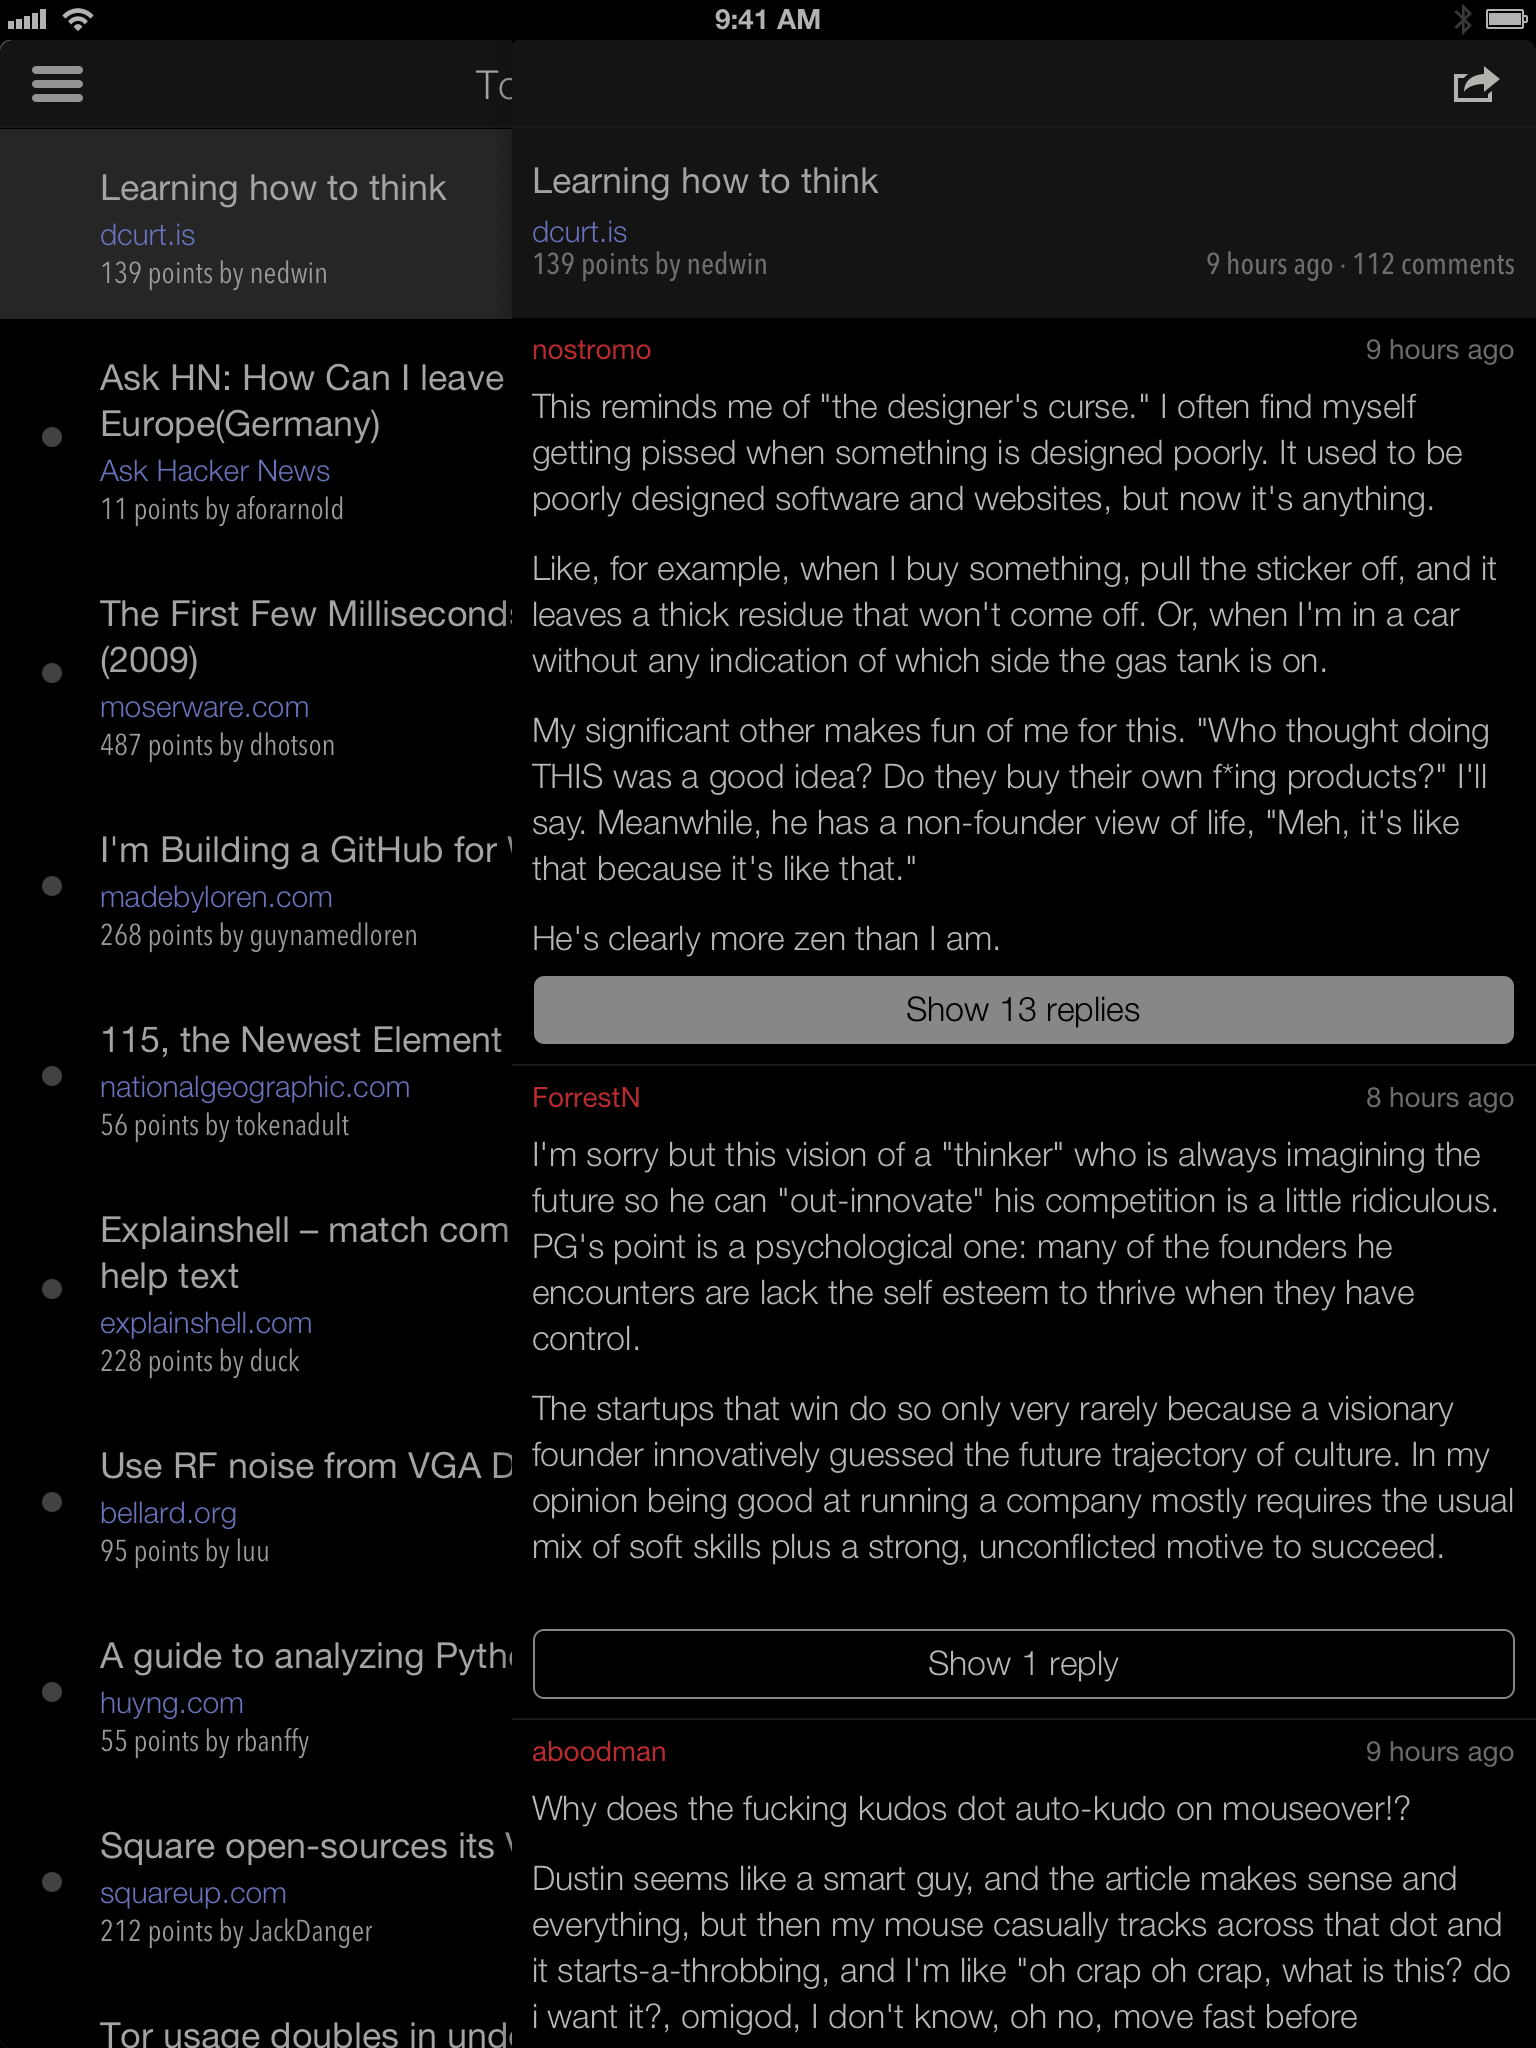 9:41 AM
To
Learning how to think
dcurt.is
139 points by nedwin
Ask HN: How Can I leave
Europe(Germany)
Ask Hacker News
11 points by aforarnold
The First Few Milliseconds
(2009)
moserware.com
487 points by dhotson
I'm Building a GitHub for
madebyloren.com
268 points by guynamedloren
115, the Newest Element
nationalgeographic.com
56 points by tokenadult
Explainshell – match com
help text
explainshell.com
228 points by duck
Use RF noise from VGA D
bellard.org
95 points by luu
A guide to analyzing Pytho
huyng.com
55 points by rbanffy
Square open-sources its
squareup.com
212 points by JackDanger
Tor usage doubles in und
Learning how to think
dcurt.is
139 points by nedwin
9 hours ago · 112 comments
nostromo
9 hours ago
This reminds me of "the designer's curse." I often find myself
getting pissed when something is designed poorly. It used to be
poorly designed software and websites, but now it's anything.
Like, for example, when I buy something, pull the sticker off, and it
leaves a thick residue that won't come off. Or, when I'm in a car
without any indication of which side the gas tank is on.
My significant other makes fun of me for this. "Who thought doing
THIS was a good idea? Do they buy their own f*ing products?" I'll
say. Meanwhile, he has a non-founder view of life, "Meh, it's like
that because it's like that."
He's clearly more zen than I am.
Show 13 replies
ForrestN
8 hours ago
I'm sorry but this vision of a "thinker" who is always imagining the
future so he can "out-innovate" his competition is a little ridiculous.
PG's point is a psychological one: many of the founders he
encounters are lack the self esteem to thrive when they have
control.
The startups that win do so only very rarely because a visionary
founder innovatively guessed the future trajectory of culture. In my
opinion being good at running a company mostly requires the usual
mix of soft skills plus a strong, unconflicted motive to succeed.
Show 1 reply
aboodman
9 hours ago
Why does the fucking kudos dot auto-kudo on mouseover!?
Dustin seems like a smart guy, and the article makes sense and
everything, but then my mouse casually tracks across that dot and
it starts-a-throbbing, and I'm like "oh crap oh crap, what is this? do
i want it?, omigod, I don't know, oh no, move fast before